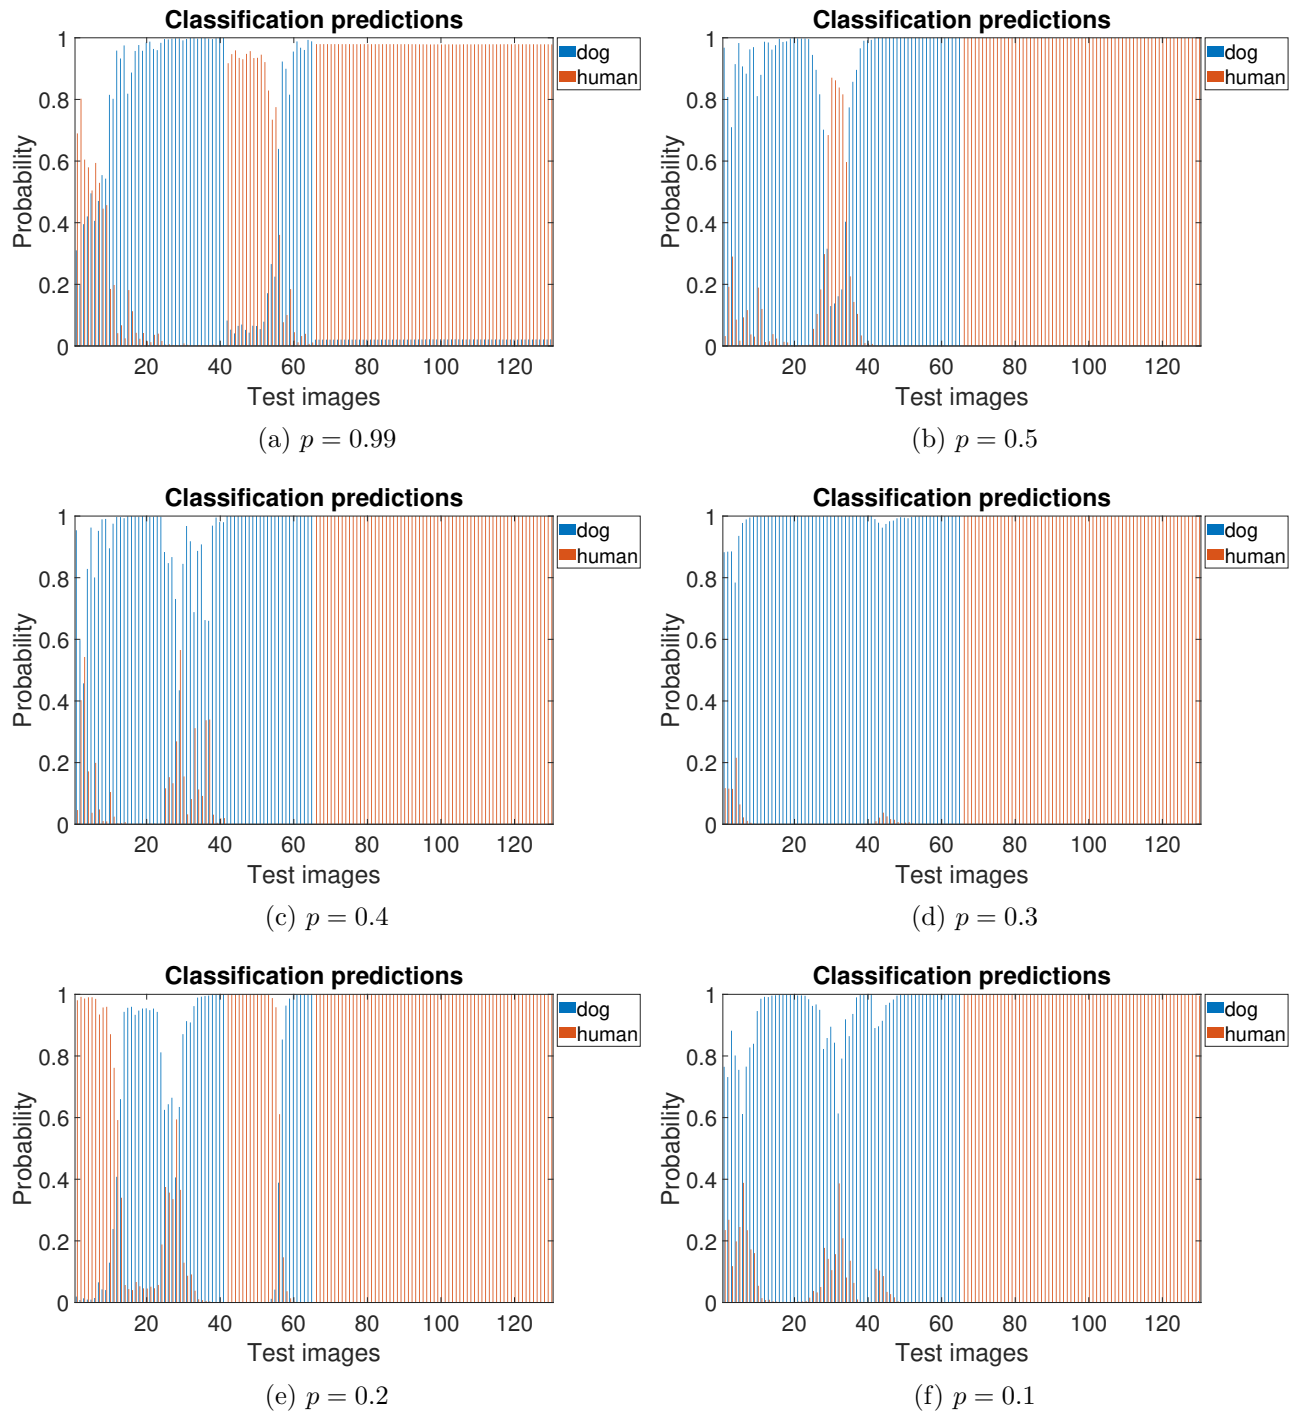 Classification predictions
1
0.8
0.6
0.4
0.2
0
Probability
20 40 60 80 100 120
Test images
dog
human
(a) p = 0.99
Classification predictions
1
0.8
0.6
0.4
0.2
0
Probability
20 40 60 80 100 120
Test images
dog
human
(b) p = 0.5
Classification predictions
1
0.8
0.6
0.4
0.2
0
Probability
20 40 60 80 100 120
Test images
dog
human
(c) p = 0.4
Classification predictions
1
0.8
0.6
0.4
0.2
0
Probability
20 40 60 80 100 120
Test images
dog
human
(d) p = 0.3
Classification predictions
1
0.8
0.6
0.4
0.2
0
Probability
20 40 60 80 100 120
Test images
dog
human
(e) p = 0.2
Classification predictions
1
0.8
0.6
0.4
0.2
0
Probability
20 40 60 80 100 120
Test images
dog
human
(f) p = 0.1